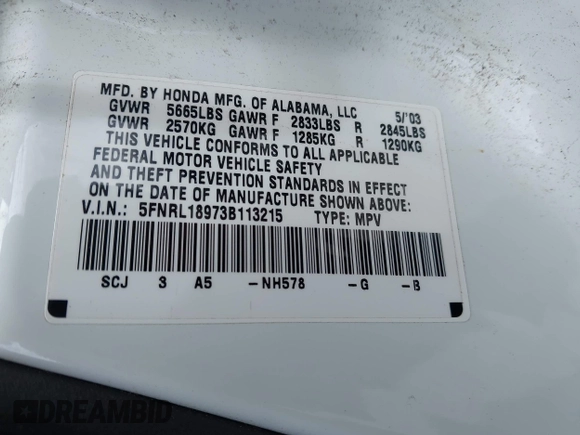 MFD. BY HONDA MFG. OF ALABAMA, LLC 5/'03
GVWR 5665LBS GAWR F 2833LBS R 2845LBS
GVWR 2570KG GAWR F 1285KG R 1290KG
THIS VEHICLE CONFORMS TO ALL APPLICABLE
FEDERAL MOTOR VEHICLE SAFETY
AND THEFT PREVENTION STANDARDS IN EFFECT
ON THE DATE OF MANUFACTURE SHOWN ABOVE:
V.I.N.: 5FNRL18973B113215 TYPE: MPV
SCJ 3 A5 -NH578 -G -B
DREAMBID